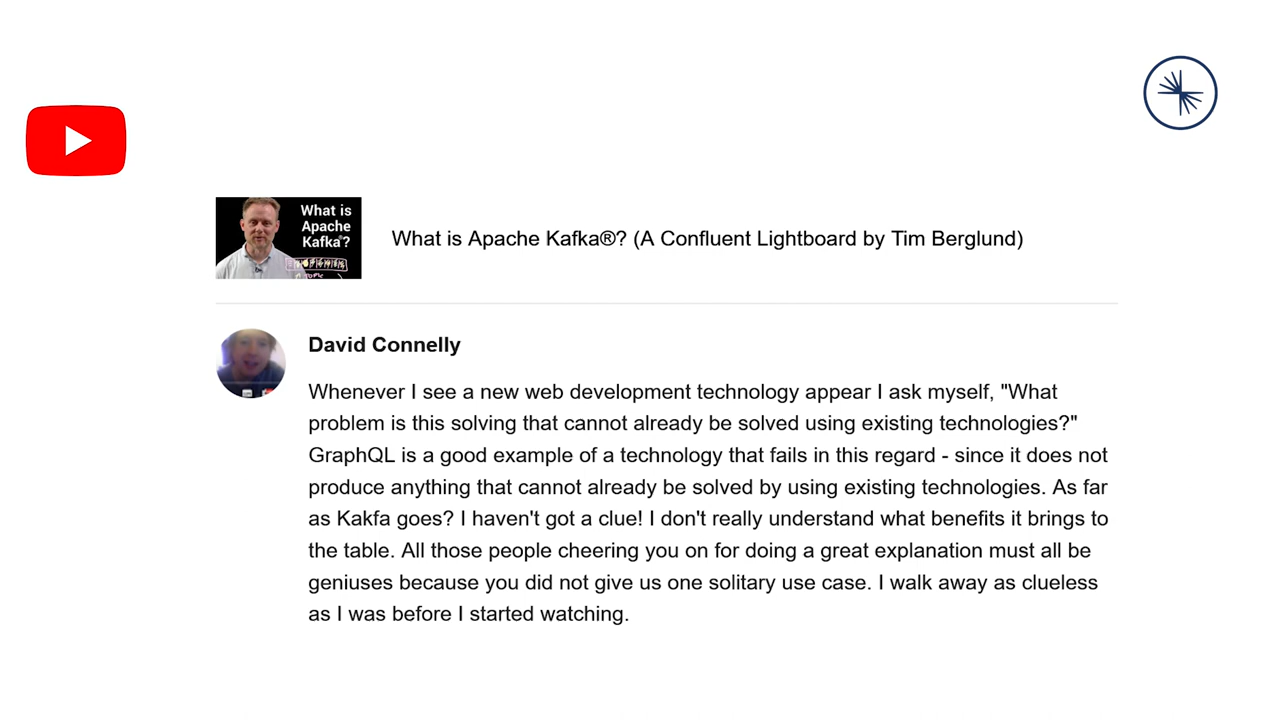 What is
Apache
Kafka®?
TOPIC
What is Apache Kafka®? (A Confluent Lightboard by Tim Berglund)
David Connelly
Whenever I see a new web development technology appear I ask myself, "What
problem is this solving that cannot already be solved using existing technologies?"
GraphQL is a good example of a technology that fails in this regard - since it does not
produce anything that cannot already be solved by using existing technologies. As far
as Kakfa goes? I haven't got a clue! I don't really understand what benefits it brings to
the table. All those people cheering you on for doing a great explanation must all be
geniuses because you did not give us one solitary use case. I walk away as clueless
as I was before I started watching.